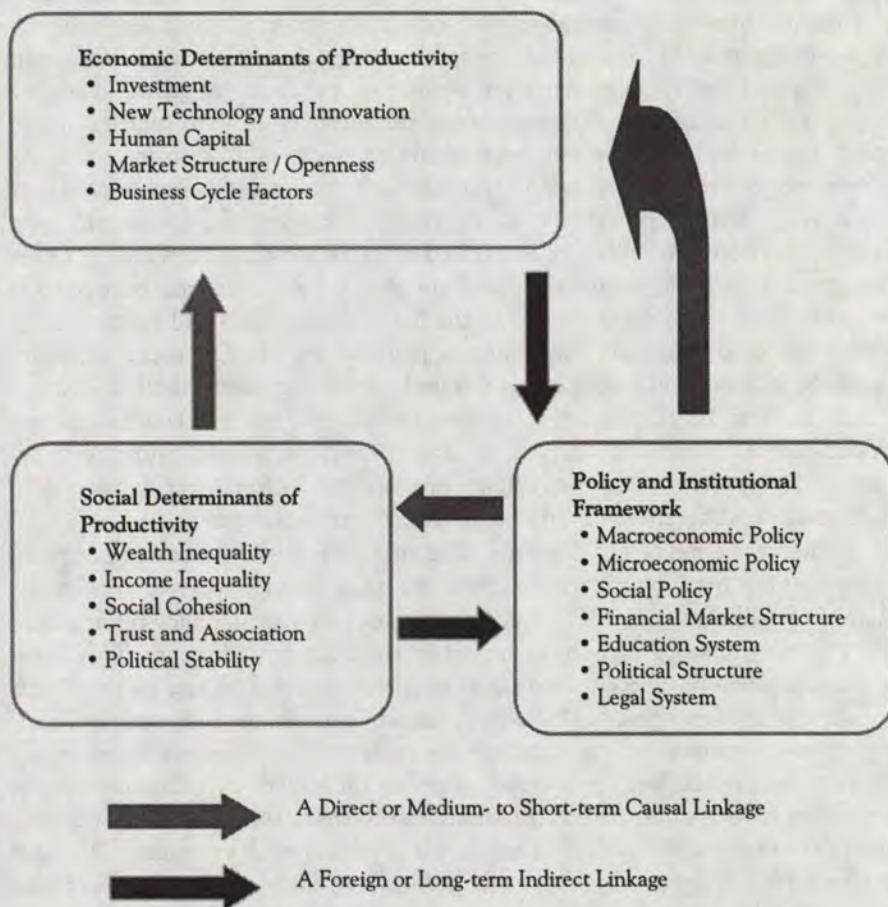 Economic Determinants of Productivity
• Investment
• New Technology and Innovation
• Human Capital
• Market Structure / Openness
• Business Cycle Factors
Social Determinants of
Productivity
• Wealth Inequality
• Income Inequality
• Social Cohesion
• Trust and Association
• Political Stability
Policy and Institutional
Framework
• Macroeconomic Policy
• Microeconomic Policy
• Social Policy
• Financial Market Structure
• Education System
• Political Structure
• Legal System
A Direct or Medium- to Short-term Causal Linkage
A Foreign or Long-term Indirect Linkage